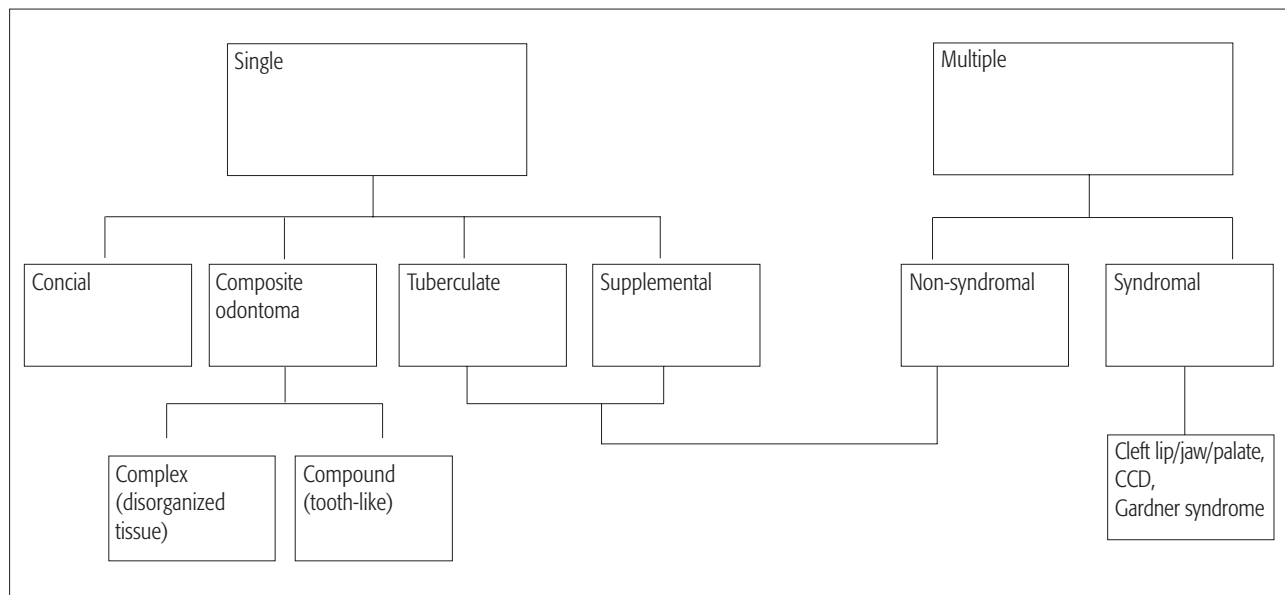 Single
Multiple
Concial
Composite
odontoma
Tuberculate
Supplemental
Non-syndromal
Syndromal
Complex
(disorganized
tissue)
Compound
(tooth-like)
Cleft lip/jaw/palate,
CCD,
Gardner syndrome